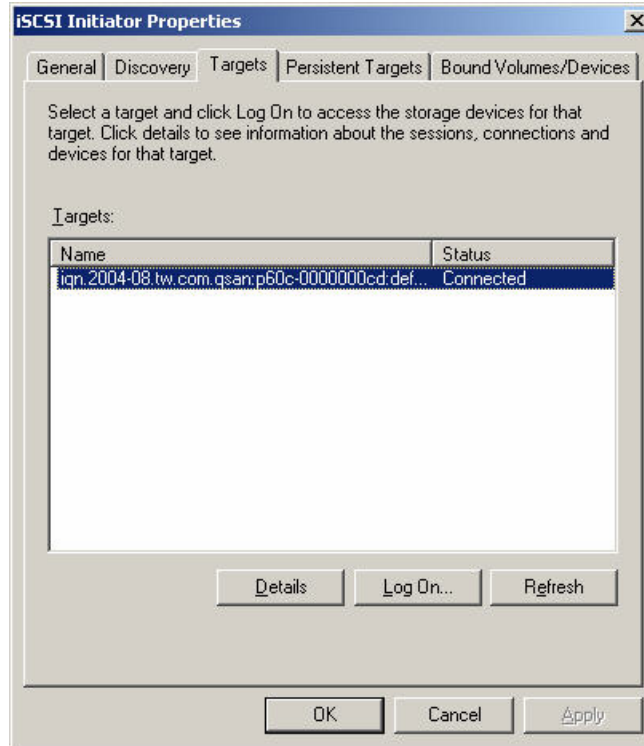 iSCSI Initiator Properties
General Discovery Targets Persistent Targets Bound Volumes/Devices
Select a target and click Log On to access the storage devices for that
target. Click details to see information about the sessions, connections and
devices for that target.
Targets:
Name Status
iqn.2004-08.tw.com.qsan:p60c-0000000cd:def... Connected
Details Log On... Refresh
OK Cancel Apply